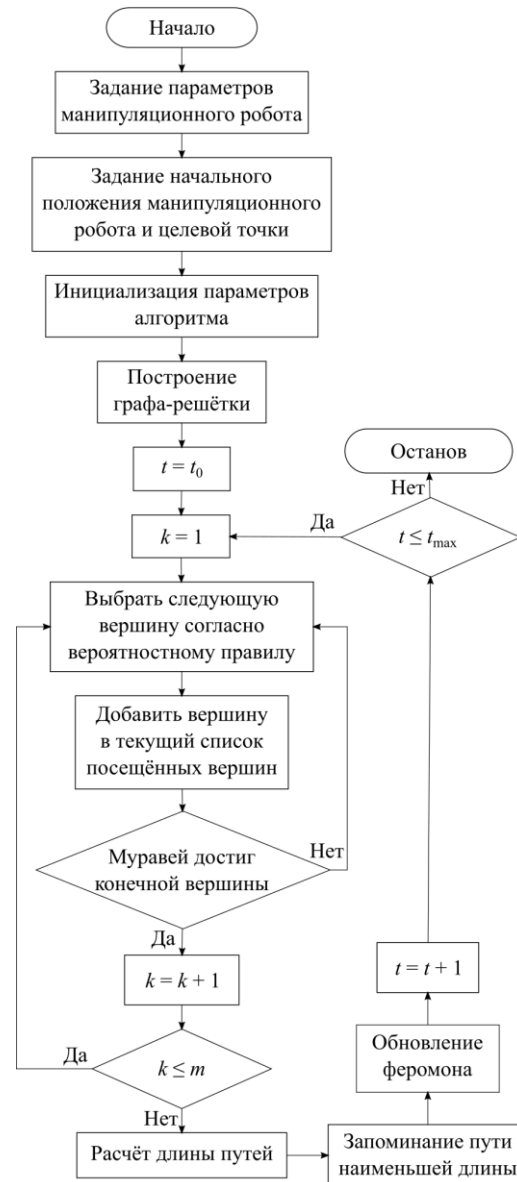 Начало
Задание параметров
манипуляционного робота
Задание начального
положения манипуляционного
робота и целевой точки
Инициализация параметров
алгоритма
Построение
графа-решётки
t = t₀
k = 1
Останов
Нет
Да
t ≤ tmax
Выбрать следующую
вершину согласно
вероятностному правилу
Добавить вершину
в текущий список
посещённых вершин
Муравей достиг
конечной вершины
Нет
Да
k = k + 1
Да
k ≤ m
Нет
Расчёт длины путей
Запоминание пути
наименьшей длины
Обновление
феромона
t = t + 1